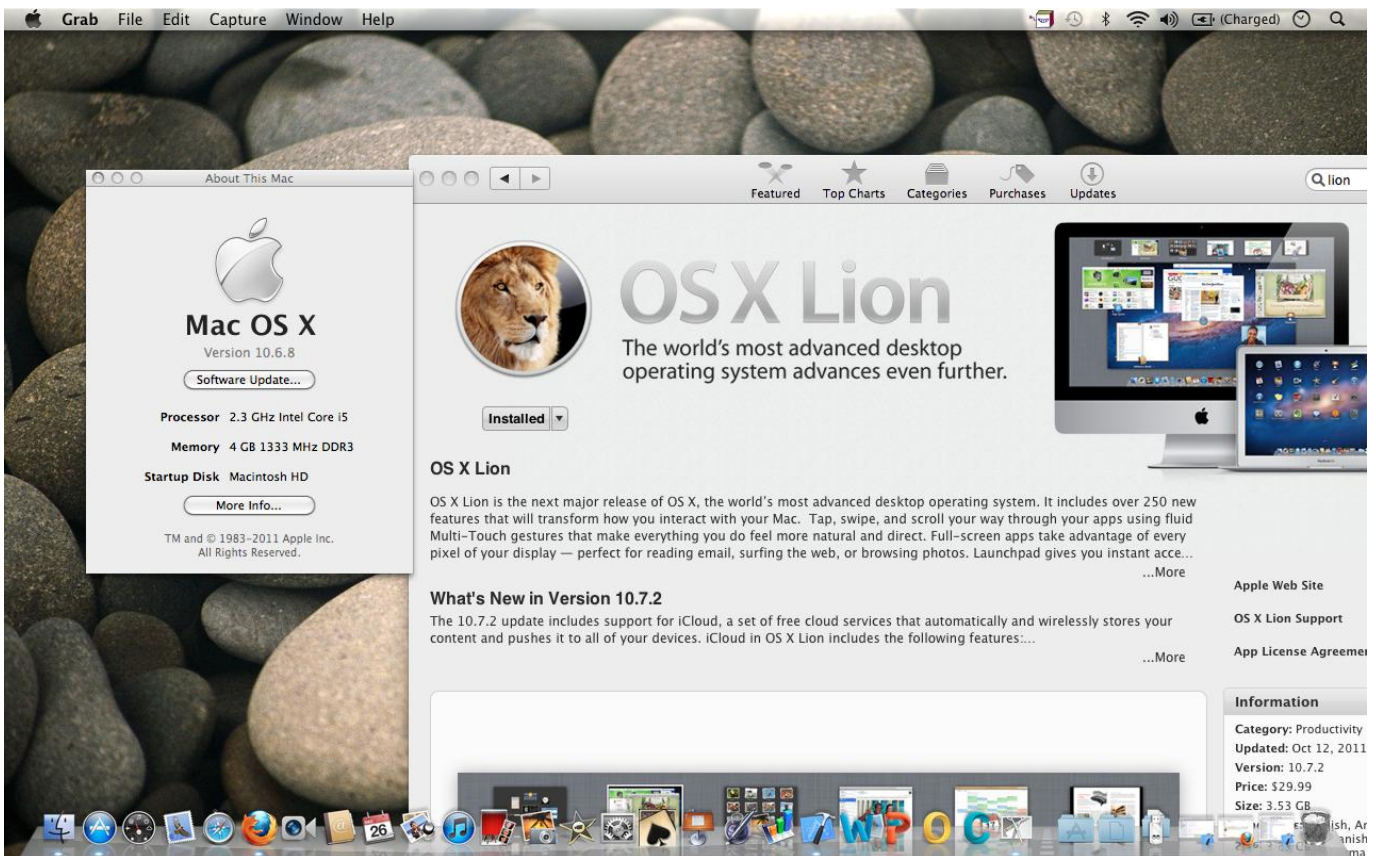 Grab File Edit Capture Window Help
(Charged)
About This Mac
Mac OS X
Version 10.6.8
Software Update...
Processor 2.3 GHz Intel Core i5
Memory 4 GB 1333 MHz DDR3
Startup Disk Macintosh HD
More Info...
TM and © 1983-2011 Apple Inc.
All Rights Reserved.
Featured Top Charts Categories Purchases Updates
lion
OS X Lion
The world's most advanced desktop
operating system advances even further.
Installed
OS X Lion
OS X Lion is the next major release of OS X, the world's most advanced desktop operating system. It includes over 250 new
features that will transform how you interact with your Mac. Tap, swipe, and scroll your way through your apps using fluid
Multi-Touch gestures that make everything you do feel more natural and direct. Full-screen apps take advantage of every
pixel of your display — perfect for reading email, surfing the web, or browsing photos. Launchpad gives you instant acce...
...More
What's New in Version 10.7.2
The 10.7.2 update includes support for iCloud, a set of free cloud services that automatically and wirelessly stores your
content and pushes it to all of your devices. iCloud in OS X Lion includes the following features:...
...More
Apple Web Site
OS X Lion Support
App License Agreemen
Information
Category: Productivity
Updated: Oct 12, 2011
Version: 10.7.2
Price: $29.99
Size: 3.53 GB
26
W P O C